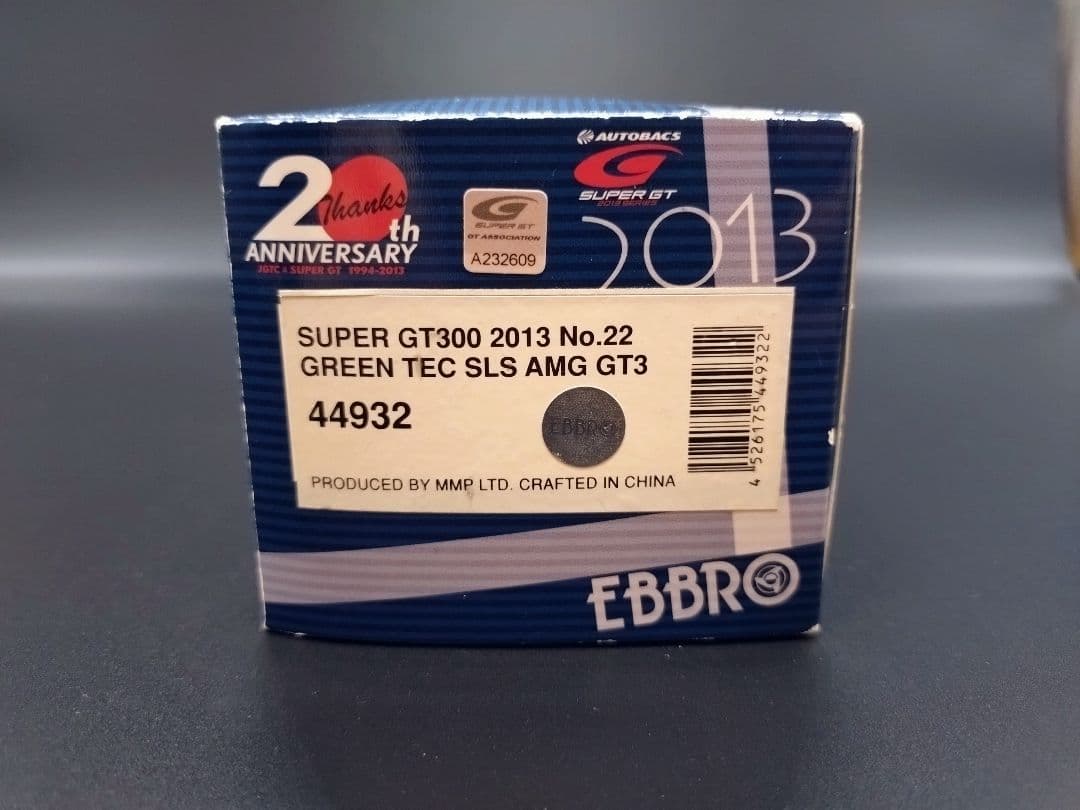 20th
Thanks
ANNIVERSARY
JGTC & SUPER GT 1994-2013
SUPER GT
GT ASSOCIATION
A232609
AUTOBACS
SUPER GT
2013 SERIES
2013
SUPER GT300 2013 No.22
GREEN TEC SLS AMG GT3
44932
EBBRO
PRODUCED BY MMP LTD. CRAFTED IN CHINA
4 526175 449322
EBBRO